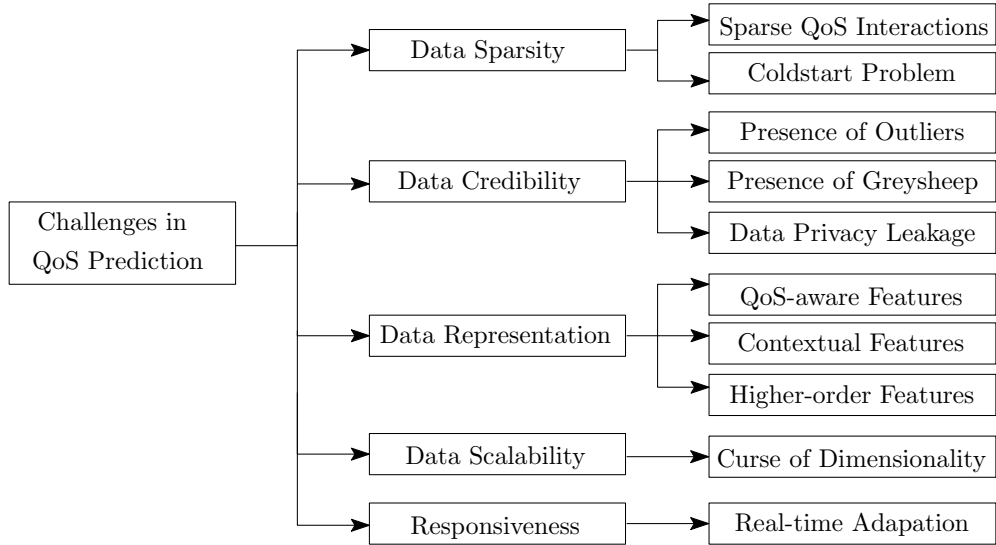 Challenges in
QoS Prediction
Data Sparsity
Sparse QoS Interactions
Coldstart Problem
Data Credibility
Presence of Outliers
Presence of Greysheep
Data Privacy Leakage
Data Representation
QoS-aware Features
Contextual Features
Higher-order Features
Data Scalability
Curse of Dimensionality
Responsiveness
Real-time Adapation